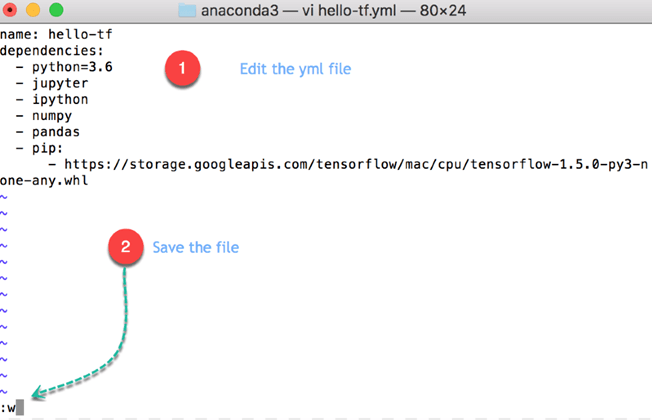 anaconda3 — vi hello-tf.yml — 80×24
name: hello-tf
dependencies:
  - python=3.6
1 Edit the yml file
  - jupyter
  - ipython
  - numpy
  - pandas
  - pip:
      - https://storage.googleapis.com/tensorflow/mac/cpu/tensorflow-1.5.0-py3-n
one-any.whl
~
~
~
2 Save the file
~
~
~
~
~
~
~
~
~
~
:w